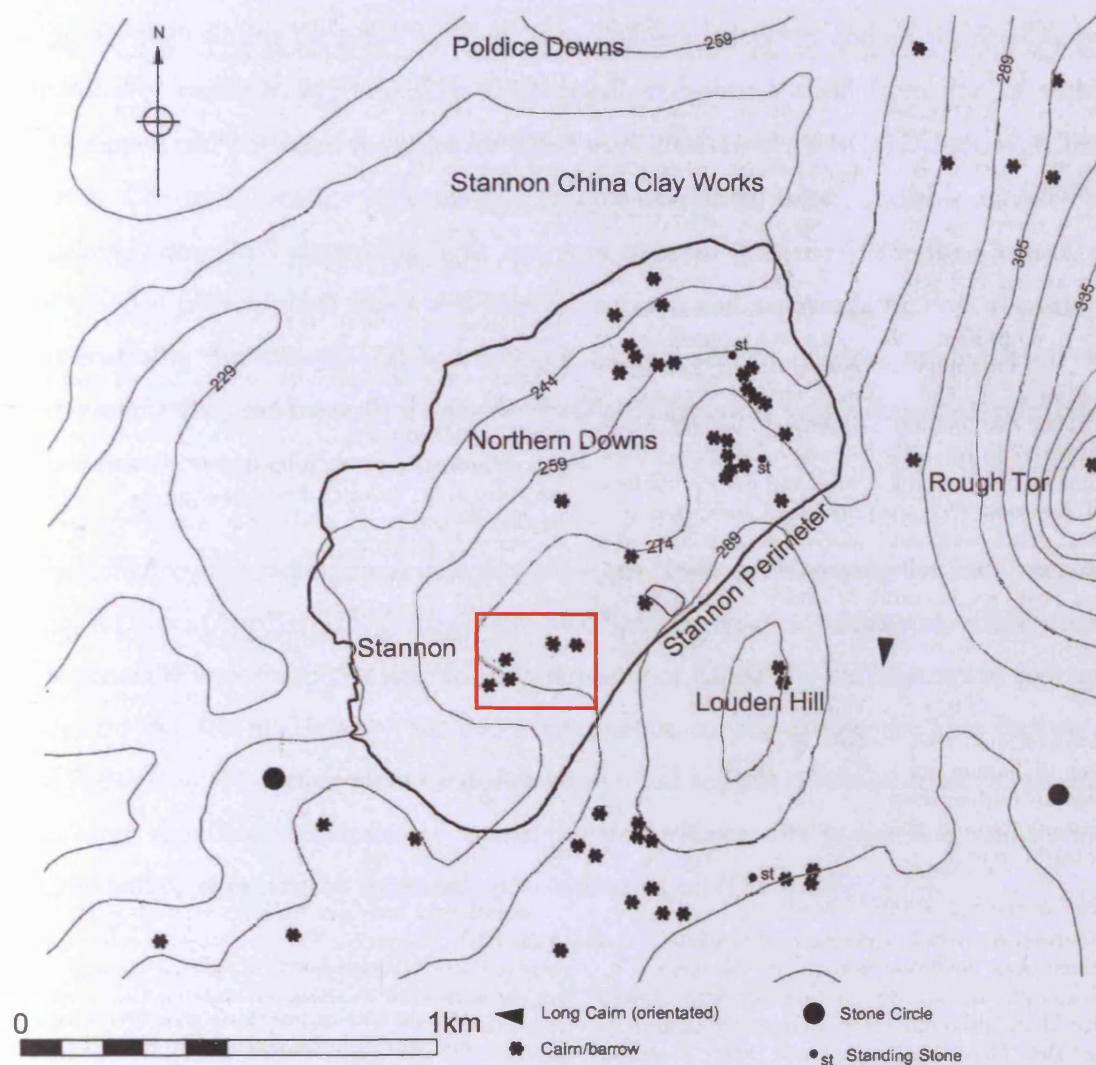 N
Poldice Downs
259
289
Stannon China Clay Works
305
335
229
244
st
Northern Downs
259
st
Rough Tor
274
289
Stannon Perimeter
Stannon
Louden Hill
st
0
1km
Long Cairn (orientated)
Stone Circle
Cairn/barrow
st
Standing Stone